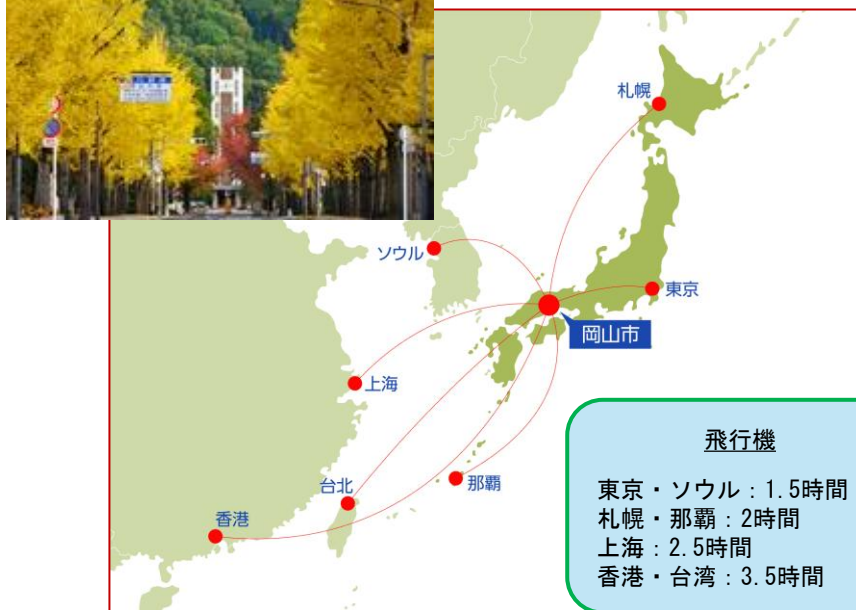 札幌
ソウル
東京
岡山市
上海
那覇
台北
香港
飛行機
東京・ソウル：1.5時間
札幌・那覇：2時間
上海：2.5時間
香港・台湾：3.5時間